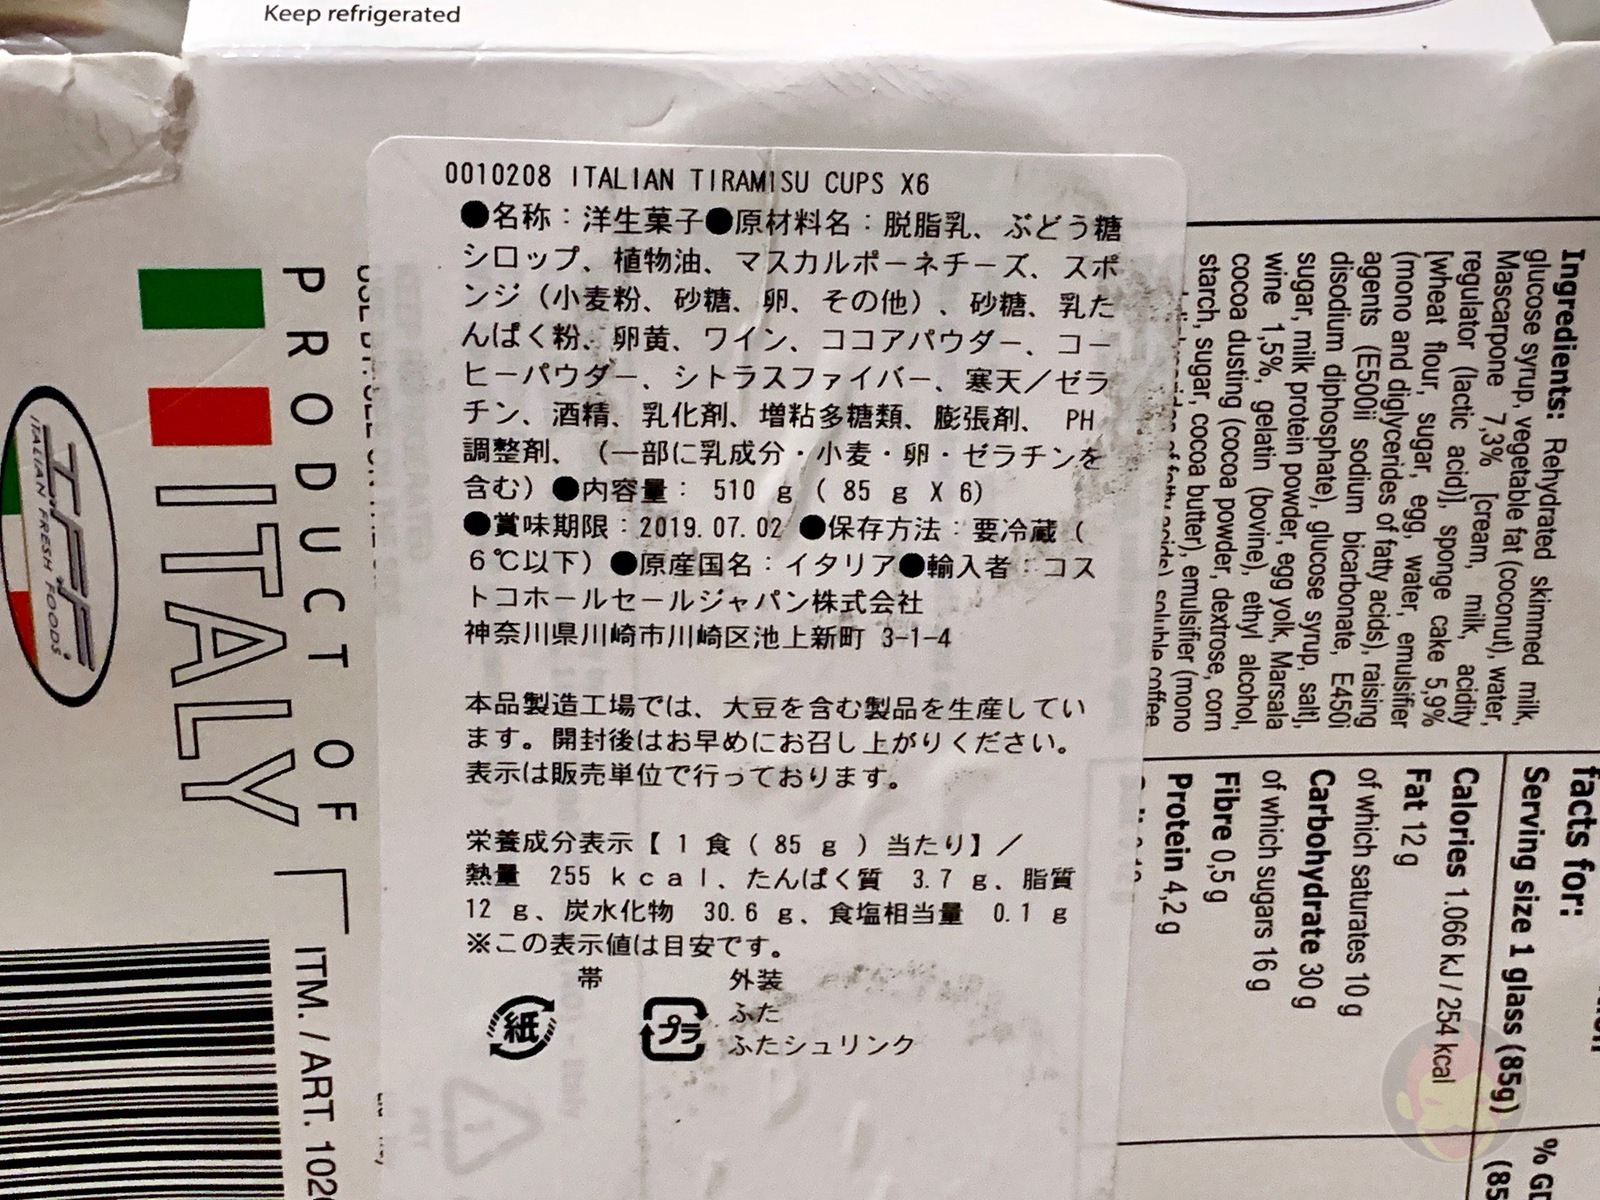 Keep refrigerated
0010208 ITALIAN TIRAMISU CUPS X6
●名称：洋生菓子●原材料名：脱脂乳、ぶどう糖
シロップ、植物油、マスカルポーネチーズ、スポ
ンジ（小麦粉、砂糖、卵、その他）、砂糖、乳た
んぱく粉、卵黄、ワイン、ココアパウダー、コー
ヒーパウダー、シトラスファイバー、寒天／ゼラ
チン、酒精、乳化剤、増粘多糖類、膨張剤、PH
調整剤、（一部に乳成分・小麦・卵・ゼラチンを
含む）●内容量： 510 g ( 85 g X 6)
●賞味期限：2019.07.02 ●保存方法：要冷蔵（
6℃以下）●原産国名：イタリア●輸入者：コス
トコホールセールジャパン株式会社
神奈川県川崎市川崎区池上新町 3-1-4
本品製造工場では、大豆を含む製品を生産してい
ます。開封後はお早めにお召し上がりください。
表示は販売単位で行っております。
栄養成分表示【 1 食（ 85 g ）当たり】／
熱量 255 kcal、たんぱく質 3.7 g、脂質
12 g、炭水化物 30.6 g、食塩相当量 0.1 g
※この表示値は目安です。
帯 外装
紙 プラ ふた
ふたシュリンク
PRODUCT OF
ITALY
IFF
ITALIAN FRESH FOODS
ITM. / ART. 102
Ingredients: Rehydrated skimmed milk,
glucose syrup, vegetable fat (coconut), water,
Mascarpone 7,3% [cream, milk, acidity
regulator (lactic acid)], sponge cake 5,9%
[wheat flour, sugar, egg, water, emulsifier
(mono and diglycerides of fatty acids), raising
agents (E500ii sodium bicarbonate, E450i
disodium diphosphate), glucose syrup, salt],
sugar, milk protein powder, egg yolk, Marsala
wine 1,5%, gelatin (bovine), ethyl alcohol,
cocoa dusting (cocoa powder, dextrose, corn
starch, sugar, cocoa butter), emulsifier (mono
of fatty acids), soluble coffee
facts for:
Serving size 1 glass (85g)
Calories 1.066 kJ / 254 kcal
Fat 12 g
of which saturates 10 g
Carbohydrate 30 g
of which sugars 16 g
Fibre 0,5 g
Protein 4,2 g